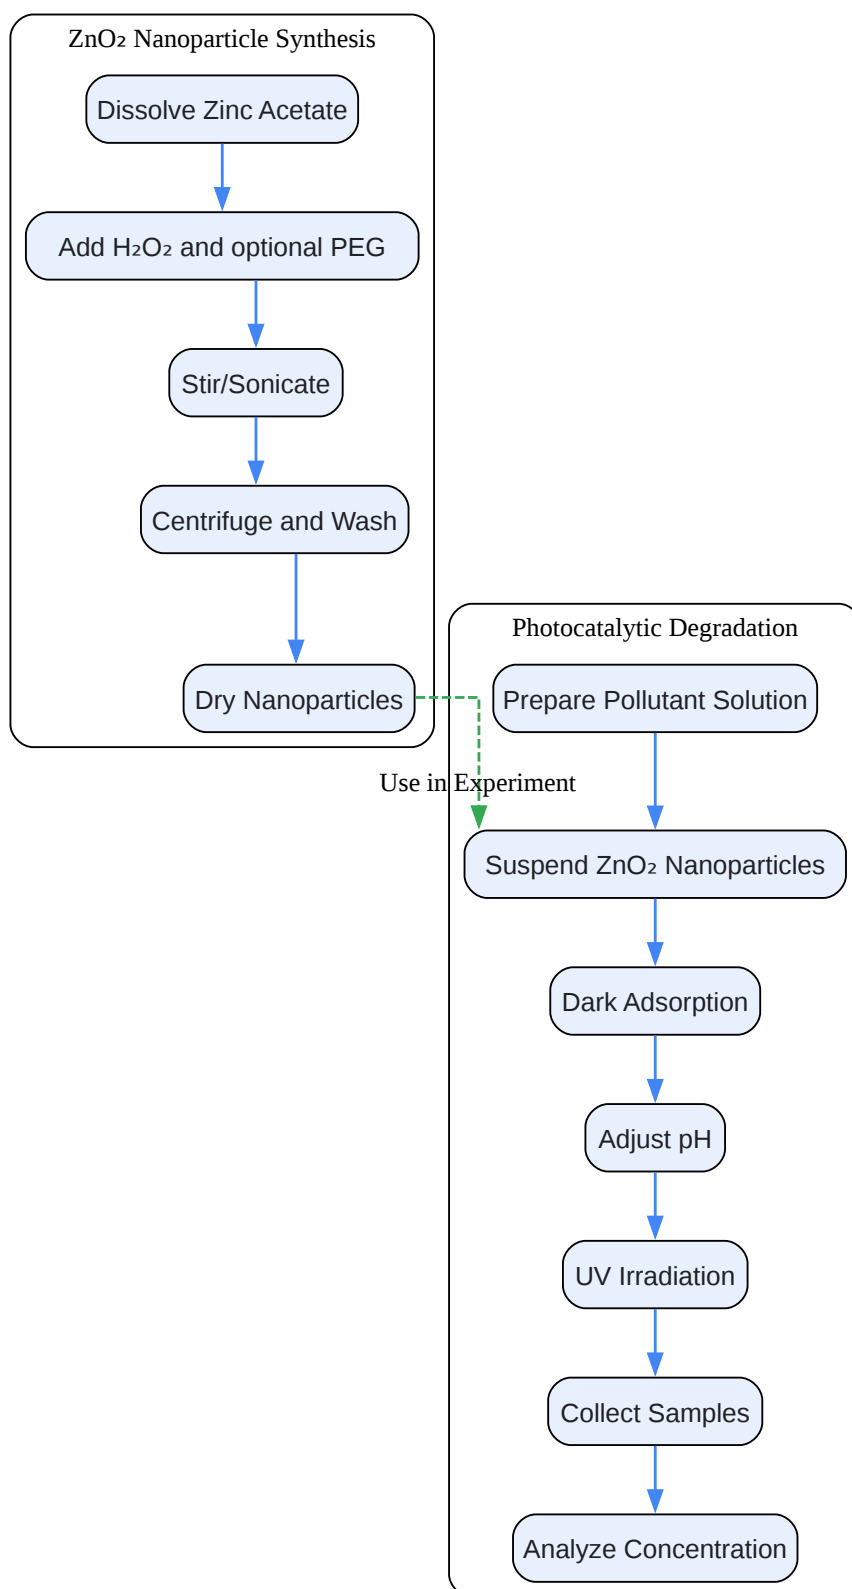 ZnO₂ Nanoparticle Synthesis
Dissolve Zinc Acetate
Add H₂O₂ and optional PEG
Stir/Sonicate
Centrifuge and Wash
Dry Nanoparticles
Use in Experiment
Photocatalytic Degradation
Prepare Pollutant Solution
Suspend ZnO₂ Nanoparticles
Dark Adsorption
Adjust pH
UV Irradiation
Collect Samples
Analyze Concentration